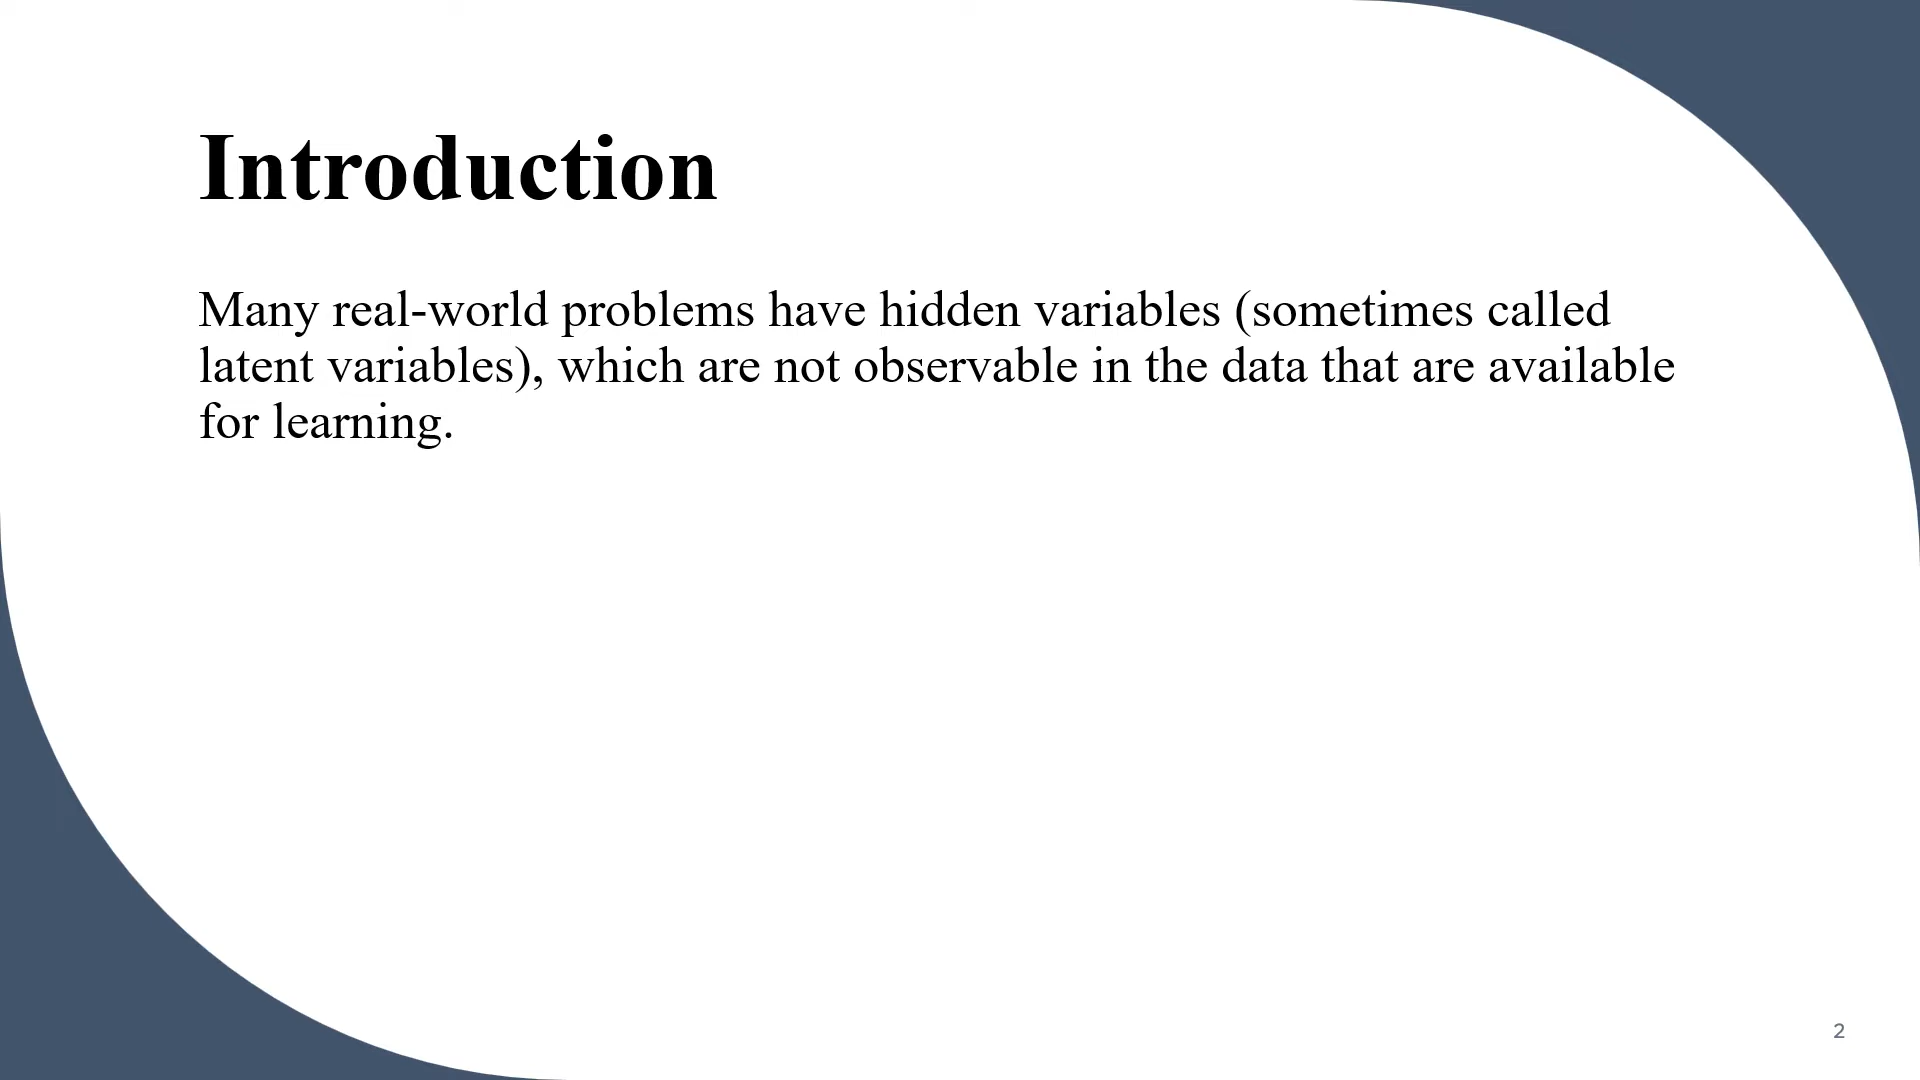 Introduction
Many real-world problems have hidden variables (sometimes called
latent variables), which are not observable in the data that are available
for learning.
2